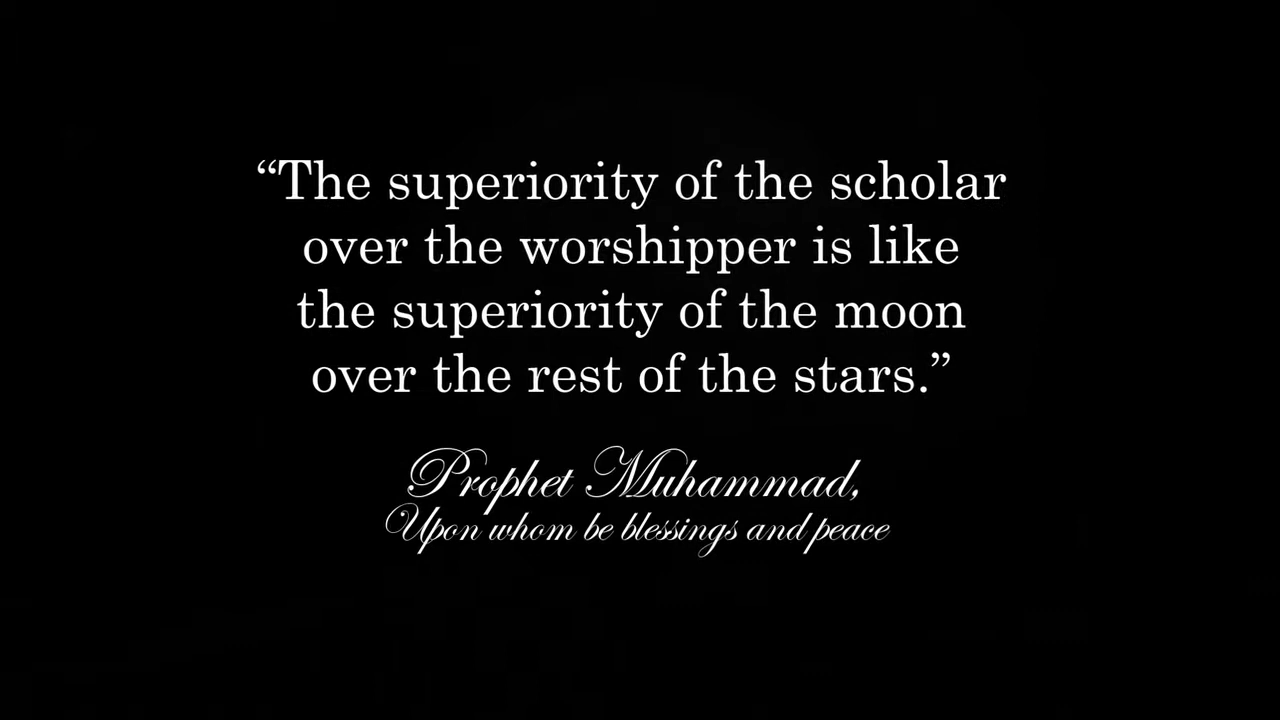 “The superiority of the scholar
over the worshipper is like
the superiority of the moon
over the rest of the stars.”
Prophet Muhammad,
Upon whom be blessings and peace